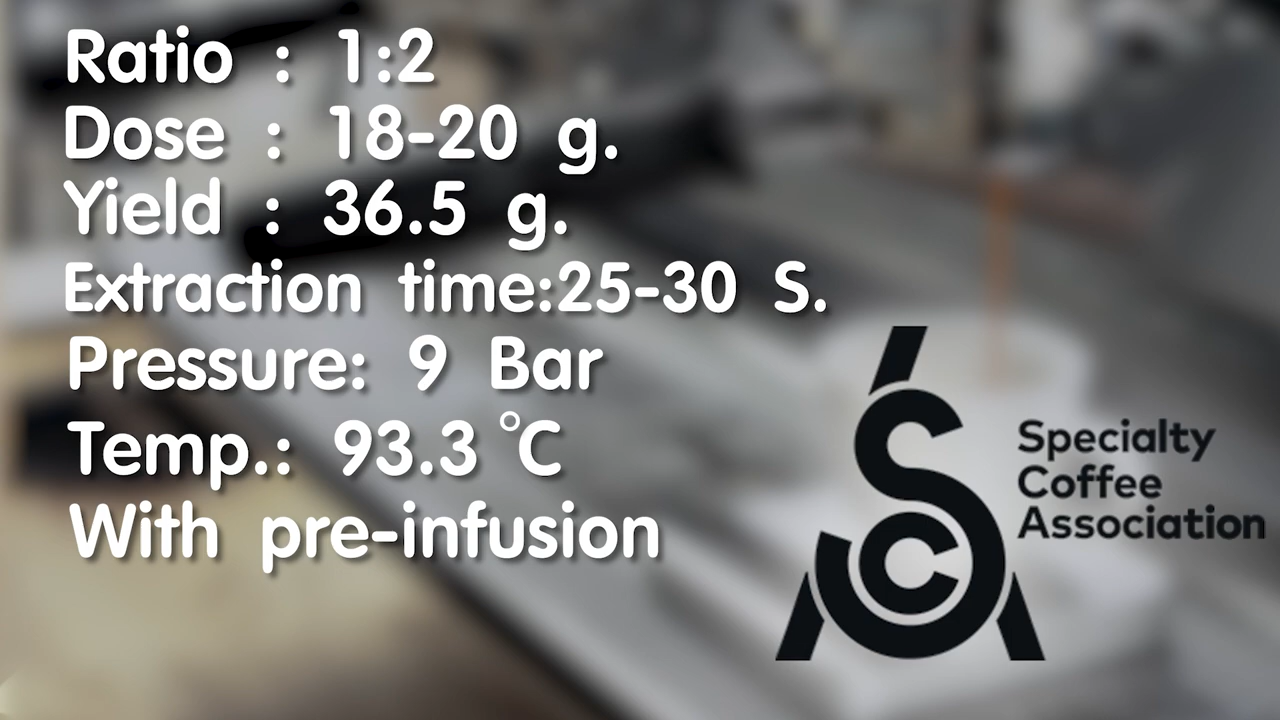 Ratio : 1:2
Dose : 18-20 g.
Yield : 36.5 g.
Extraction time:25-30 S.
Pressure: 9 Bar
Temp.: 93.3 °C
With pre-infusion
SCA
Specialty
Coffee
Association